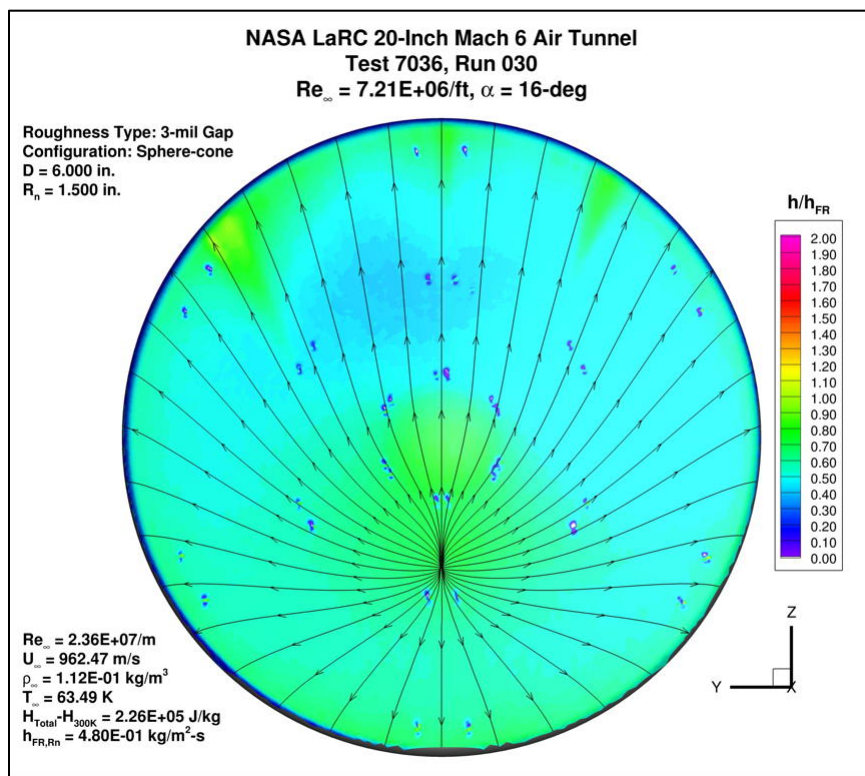 NASA LaRC 20-Inch Mach 6 Air Tunnel
Test 7036, Run 030
Re∞ = 7.21E+06/ft, α = 16-deg
Roughness Type: 3-mil Gap
Configuration: Sphere-cone
D = 6.000 in.
Rn = 1.500 in.
h/hFR
2.00
1.90
1.80
1.70
1.60
1.50
1.40
1.30
1.20
1.10
1.00
0.90
0.80
0.70
0.60
0.50
0.40
0.30
0.20
0.10
0.00
Re∞ = 2.36E+07/m
U∞ = 962.47 m/s
ρ∞ = 1.12E-01 kg/m³
T∞ = 63.49 K
HTotal-H300K = 2.26E+05 J/kg
hFR,Rn = 4.80E-01 kg/m²-s
Z
Y X